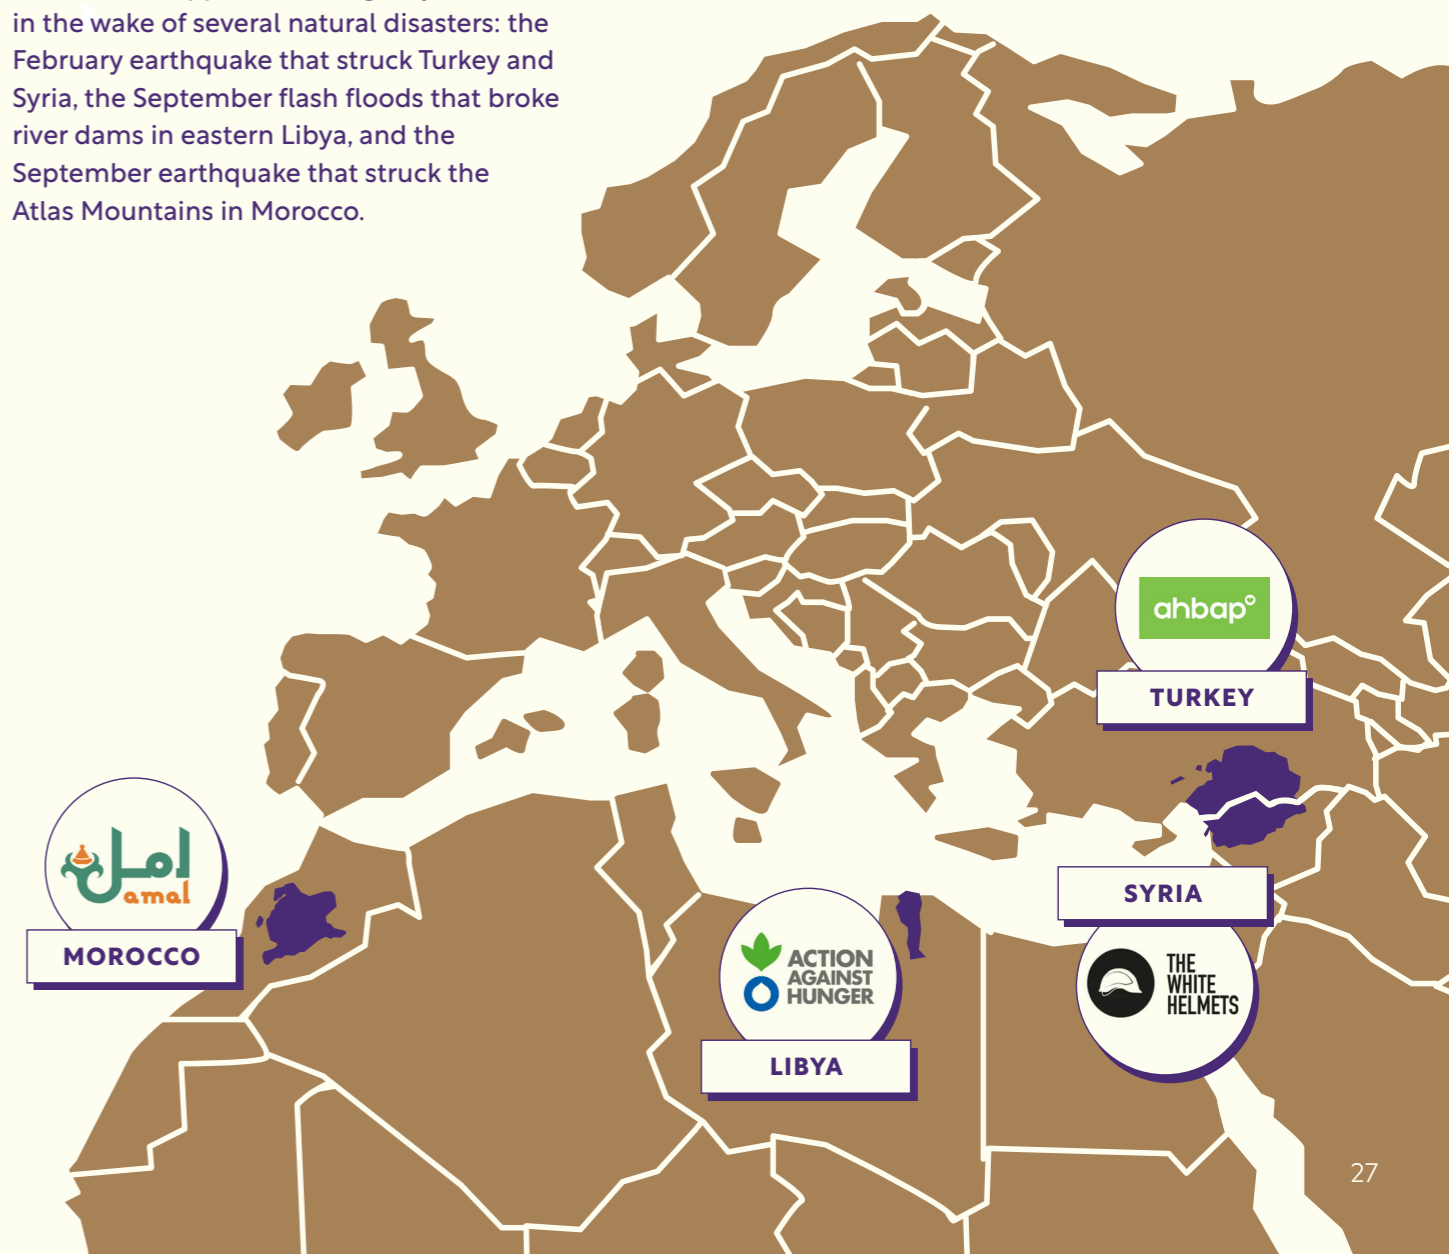 in the wake of several natural disasters: the
February earthquake that struck Turkey and
Syria, the September flash floods that broke
river dams in eastern Libya, and the
September earthquake that struck the
Atlas Mountains in Morocco.
ahbap
TURKEY
امل
amal
MOROCCO
SYRIA
ACTION
AGAINST
HUNGER
LIBYA
THE
WHITE
HELMETS
27